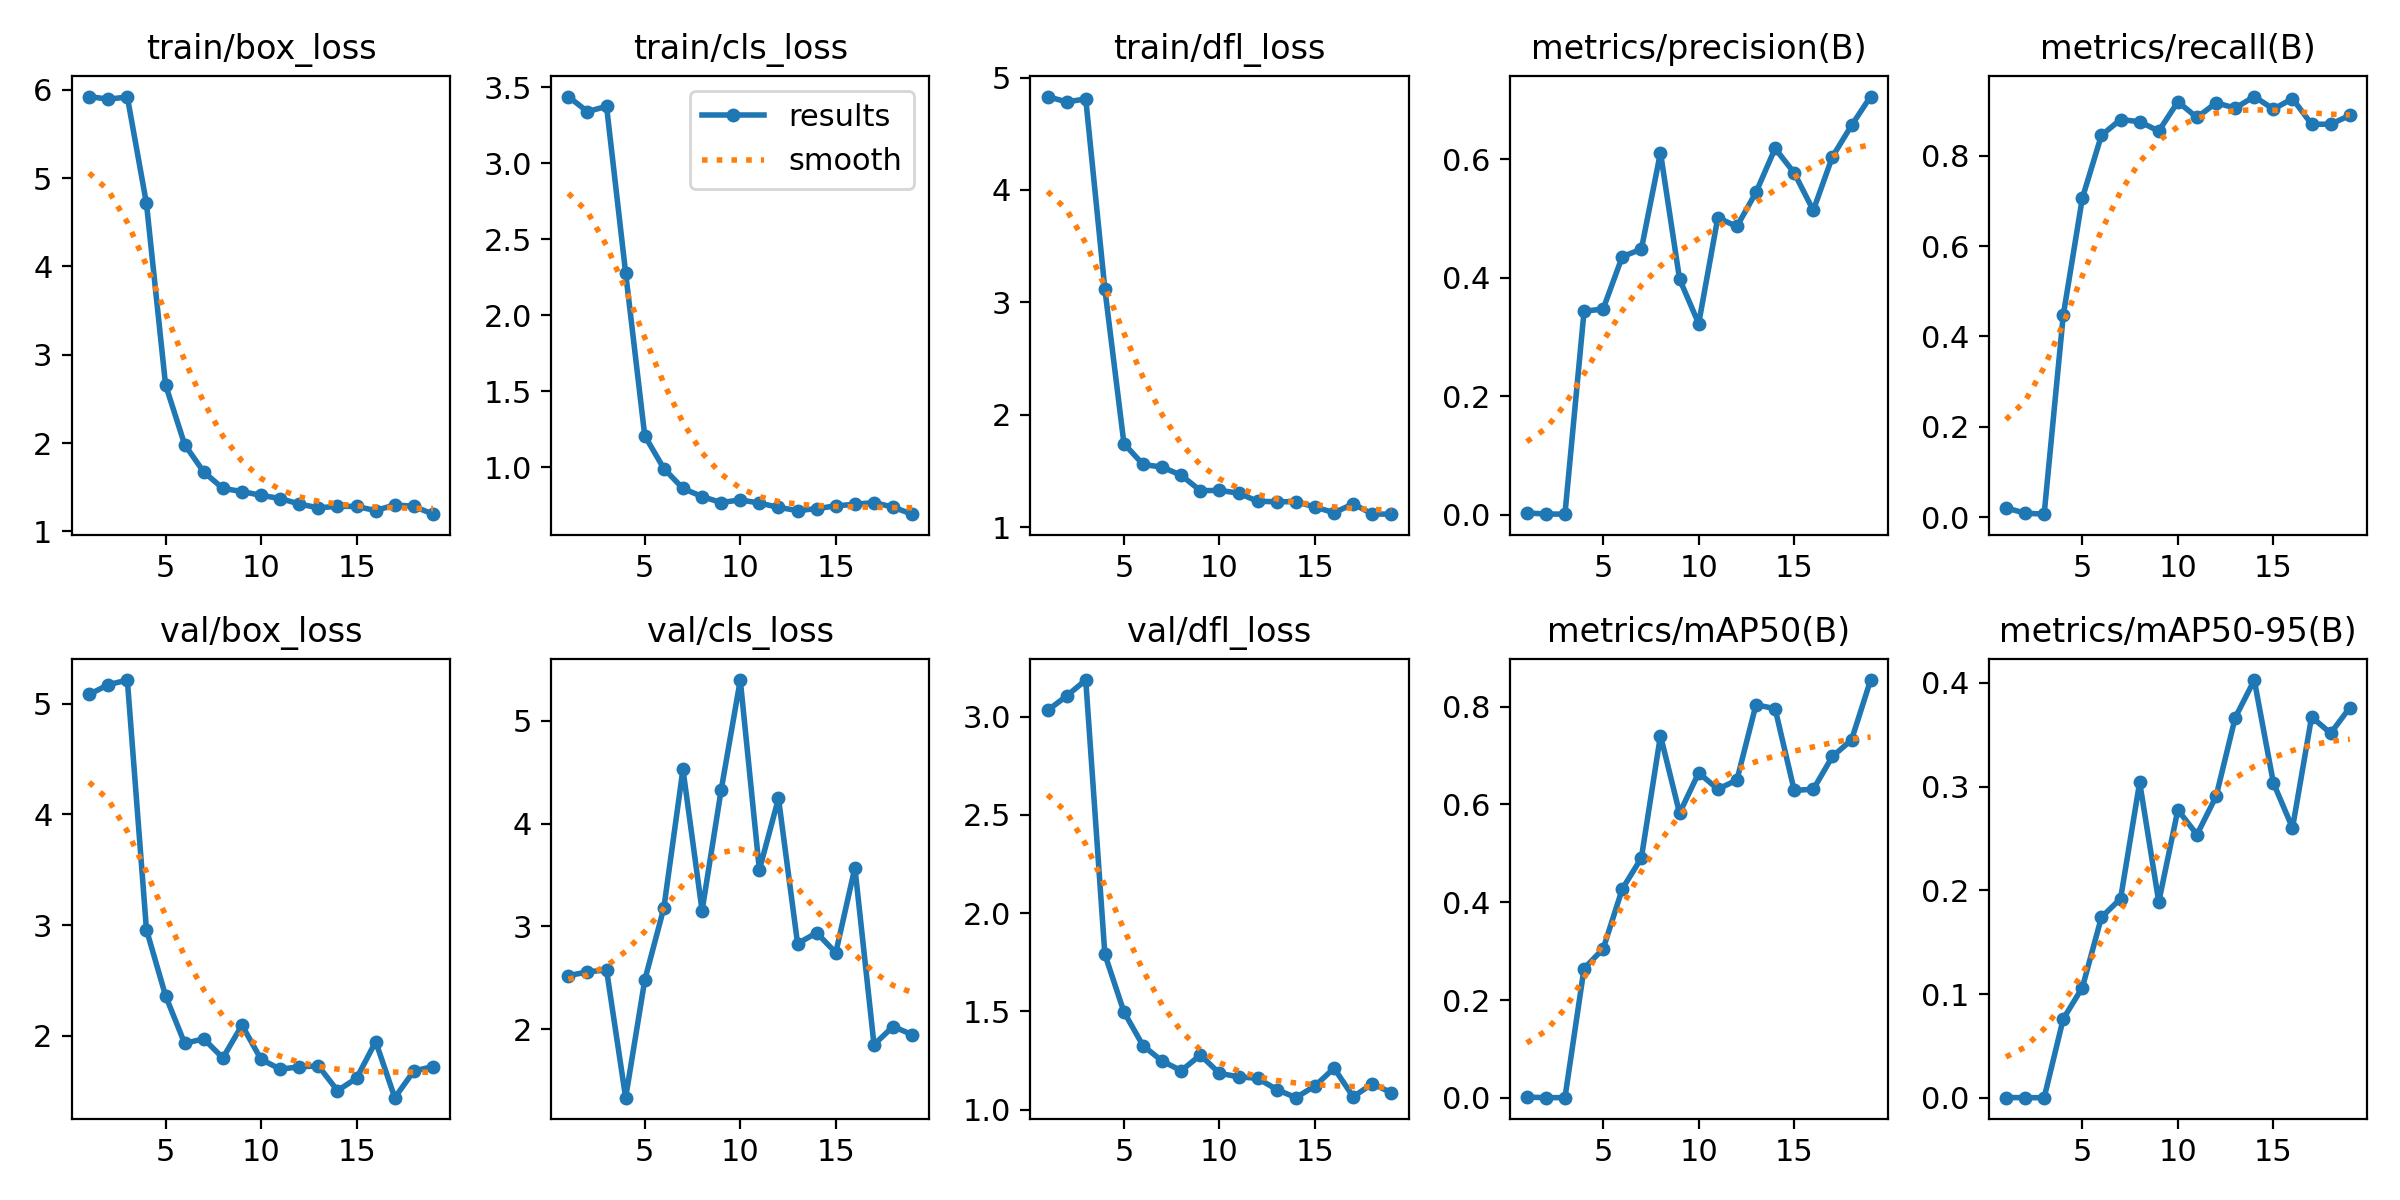 train/box_loss
train/cls_loss
train/dfl_loss
metrics/precision(B)
metrics/recall(B)
6
5
4
3
2
1
5 10 15
3.5
3.0
2.5
2.0
1.5
1.0
5 10 15
results
smooth
5
4
3
2
1
5 10 15
0.6
0.4
0.2
0.0
5 10 15
0.8
0.6
0.4
0.2
0.0
5 10 15
val/box_loss
val/cls_loss
val/dfl_loss
metrics/mAP50(B)
metrics/mAP50-95(B)
5
4
3
2
5 10 15
5
4
3
2
5 10 15
3.0
2.5
2.0
1.5
1.0
5 10 15
0.8
0.6
0.4
0.2
0.0
5 10 15
0.4
0.3
0.2
0.1
0.0
5 10 15